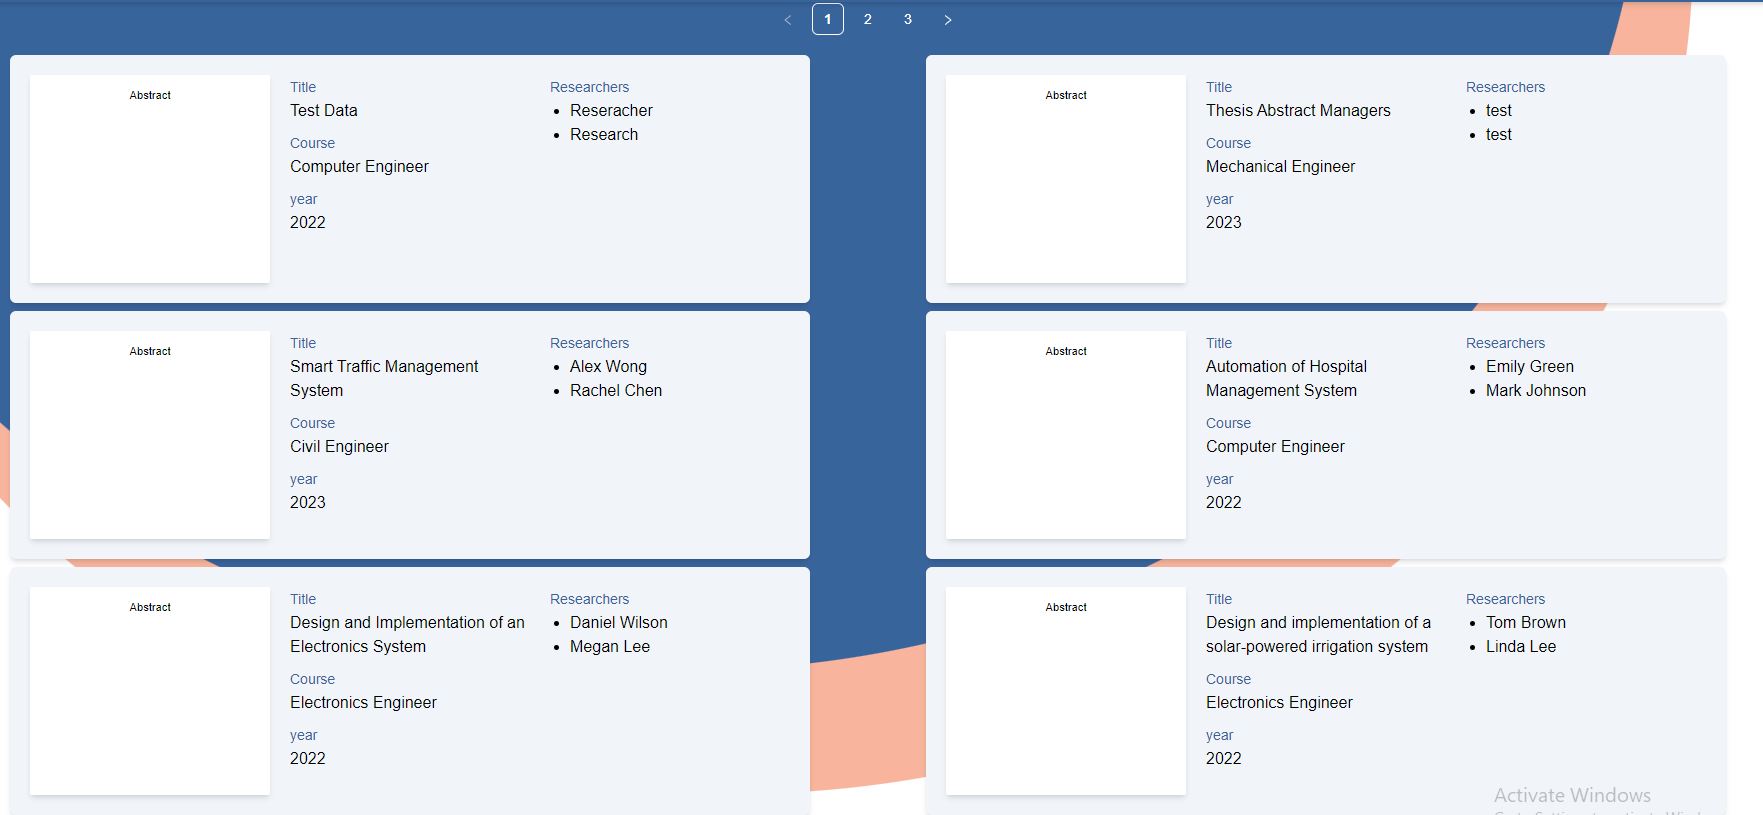 < 1 2 3 >
Abstract
Title
Test Data
Course
Computer Engineer
year
2022
Researchers
• Reseracher
• Research
Abstract
Title
Thesis Abstract Managers
Course
Mechanical Engineer
year
2023
Researchers
• test
• test
Abstract
Title
Smart Traffic Management
System
Course
Civil Engineer
year
2023
Researchers
• Alex Wong
• Rachel Chen
Abstract
Title
Automation of Hospital
Management System
Course
Computer Engineer
year
2022
Researchers
• Emily Green
• Mark Johnson
Abstract
Title
Design and Implementation of an
Electronics System
Course
Electronics Engineer
year
2022
Researchers
• Daniel Wilson
• Megan Lee
Abstract
Title
Design and implementation of a
solar-powered irrigation system
Course
Electronics Engineer
year
2022
Researchers
• Tom Brown
• Linda Lee
Activate Windows